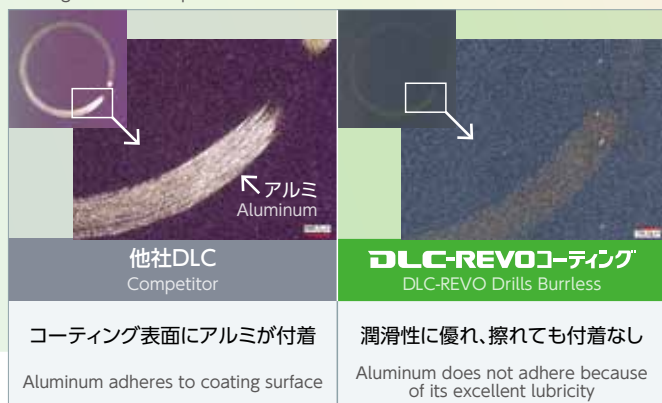 アルミ
Aluminum
他社DLC
Competitor
DLC-REVOコーティング
DLC-REVO Drills Burrless
コーティング表面にアルミが付着
潤滑性に優れ、擦れても付着なし
Aluminum adheres to coating surface
Aluminum does not adhere because
of its excellent lubricity